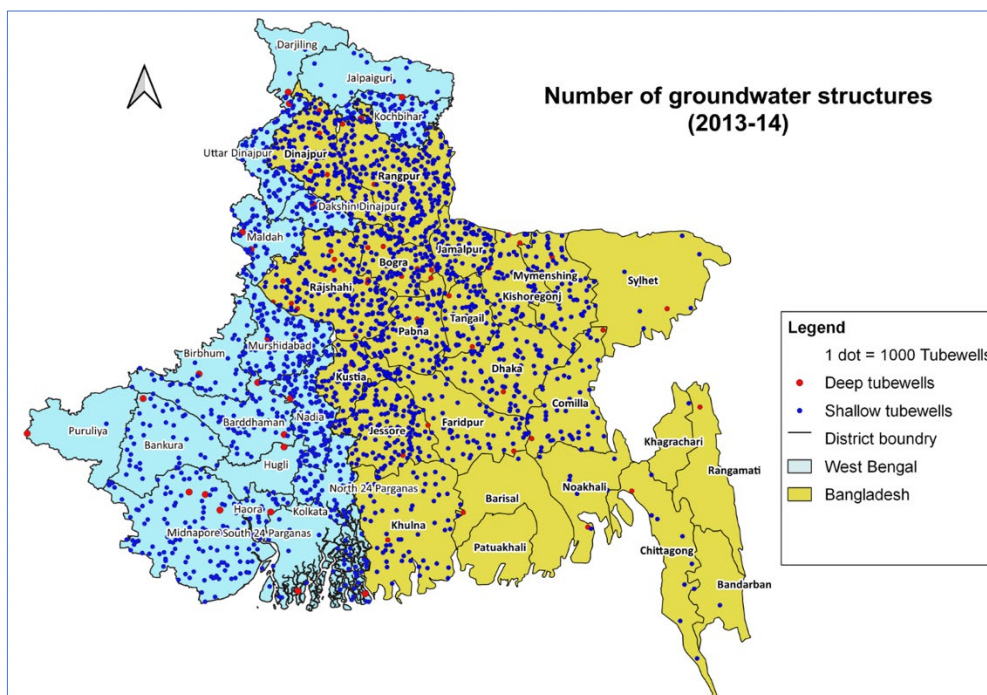 Number of groundwater structures
(2013-14)
Darjiling
Jalpaiguri
Kochbihar
Uttar Dinajpur
Dinajpur
Rangpur
Dakshin Dinajpur
Maldah
Jamalpur
Bogra
Mymenshing
Sylhet
Rajshahi
Kishoregonj
Tangail
Pabna
Murshidabad
Birbhum
Dhaka
Kustia
Comilla
Nadia
Barddhaman
Puruliya
Bankura
Jessore
Faridpur
Khagrachari
Hugli
Rangamati
North 24 Parganas
Noakhali
Barisal
Haora
Kolkata
Khulna
Midnapore
South 24 Parganas
Patuakhali
Chittagong
Bandarban
Legend
1 dot = 1000 Tubewells
Deep tubewells
Shallow tubewells
District boundry
West Bengal
Bangladesh